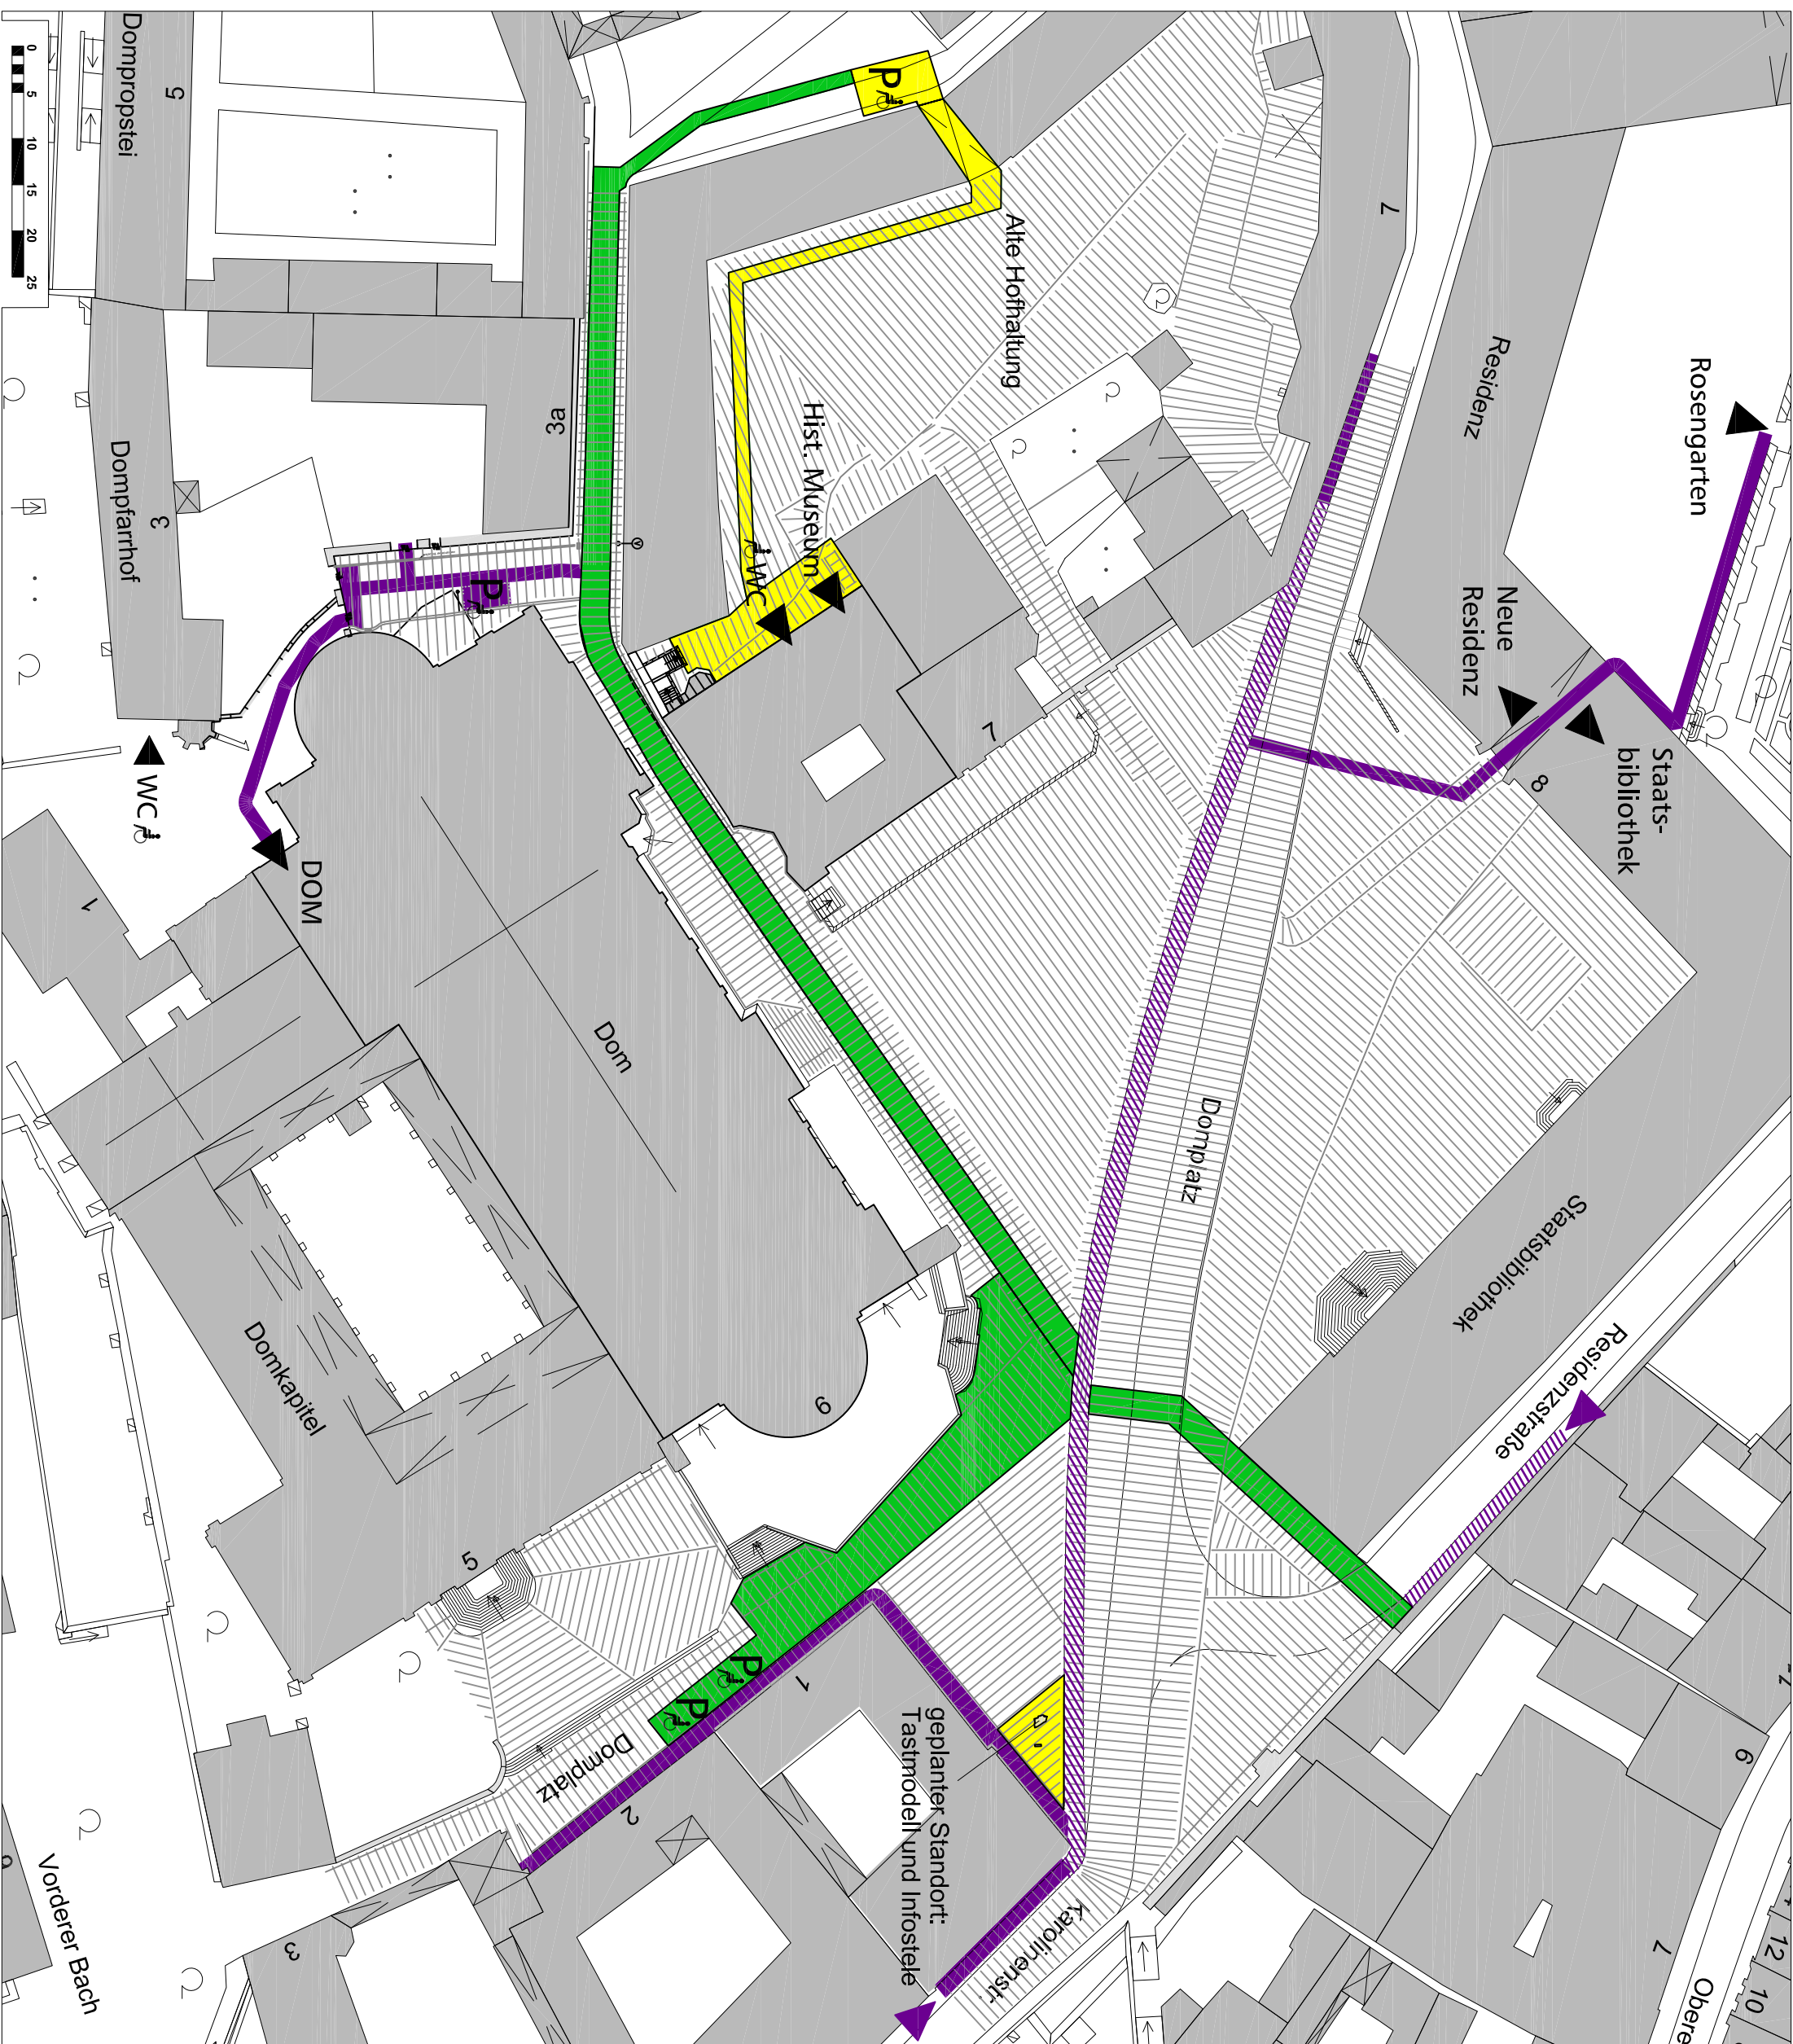 0 5 10 15 20 25
Dompropstei
5
P
Alte Hofhaltung
7
Residenz
Rosengarten
3a
Hist. Museum
WC
Dompfarrhof
3
P
Neue
Residenz
Staats-
bibliothek
8
7
WC
DOM
1
Dom
Domplatz
Staatsbibliothek
Residenzstraße
Domkapitel
6
5
P
P
1
Domplatz
2
geplanter Standort:
Tastmodell und Infostele
Karolinenstr
3
Vorderer Bach
6
7
12
10
Obere